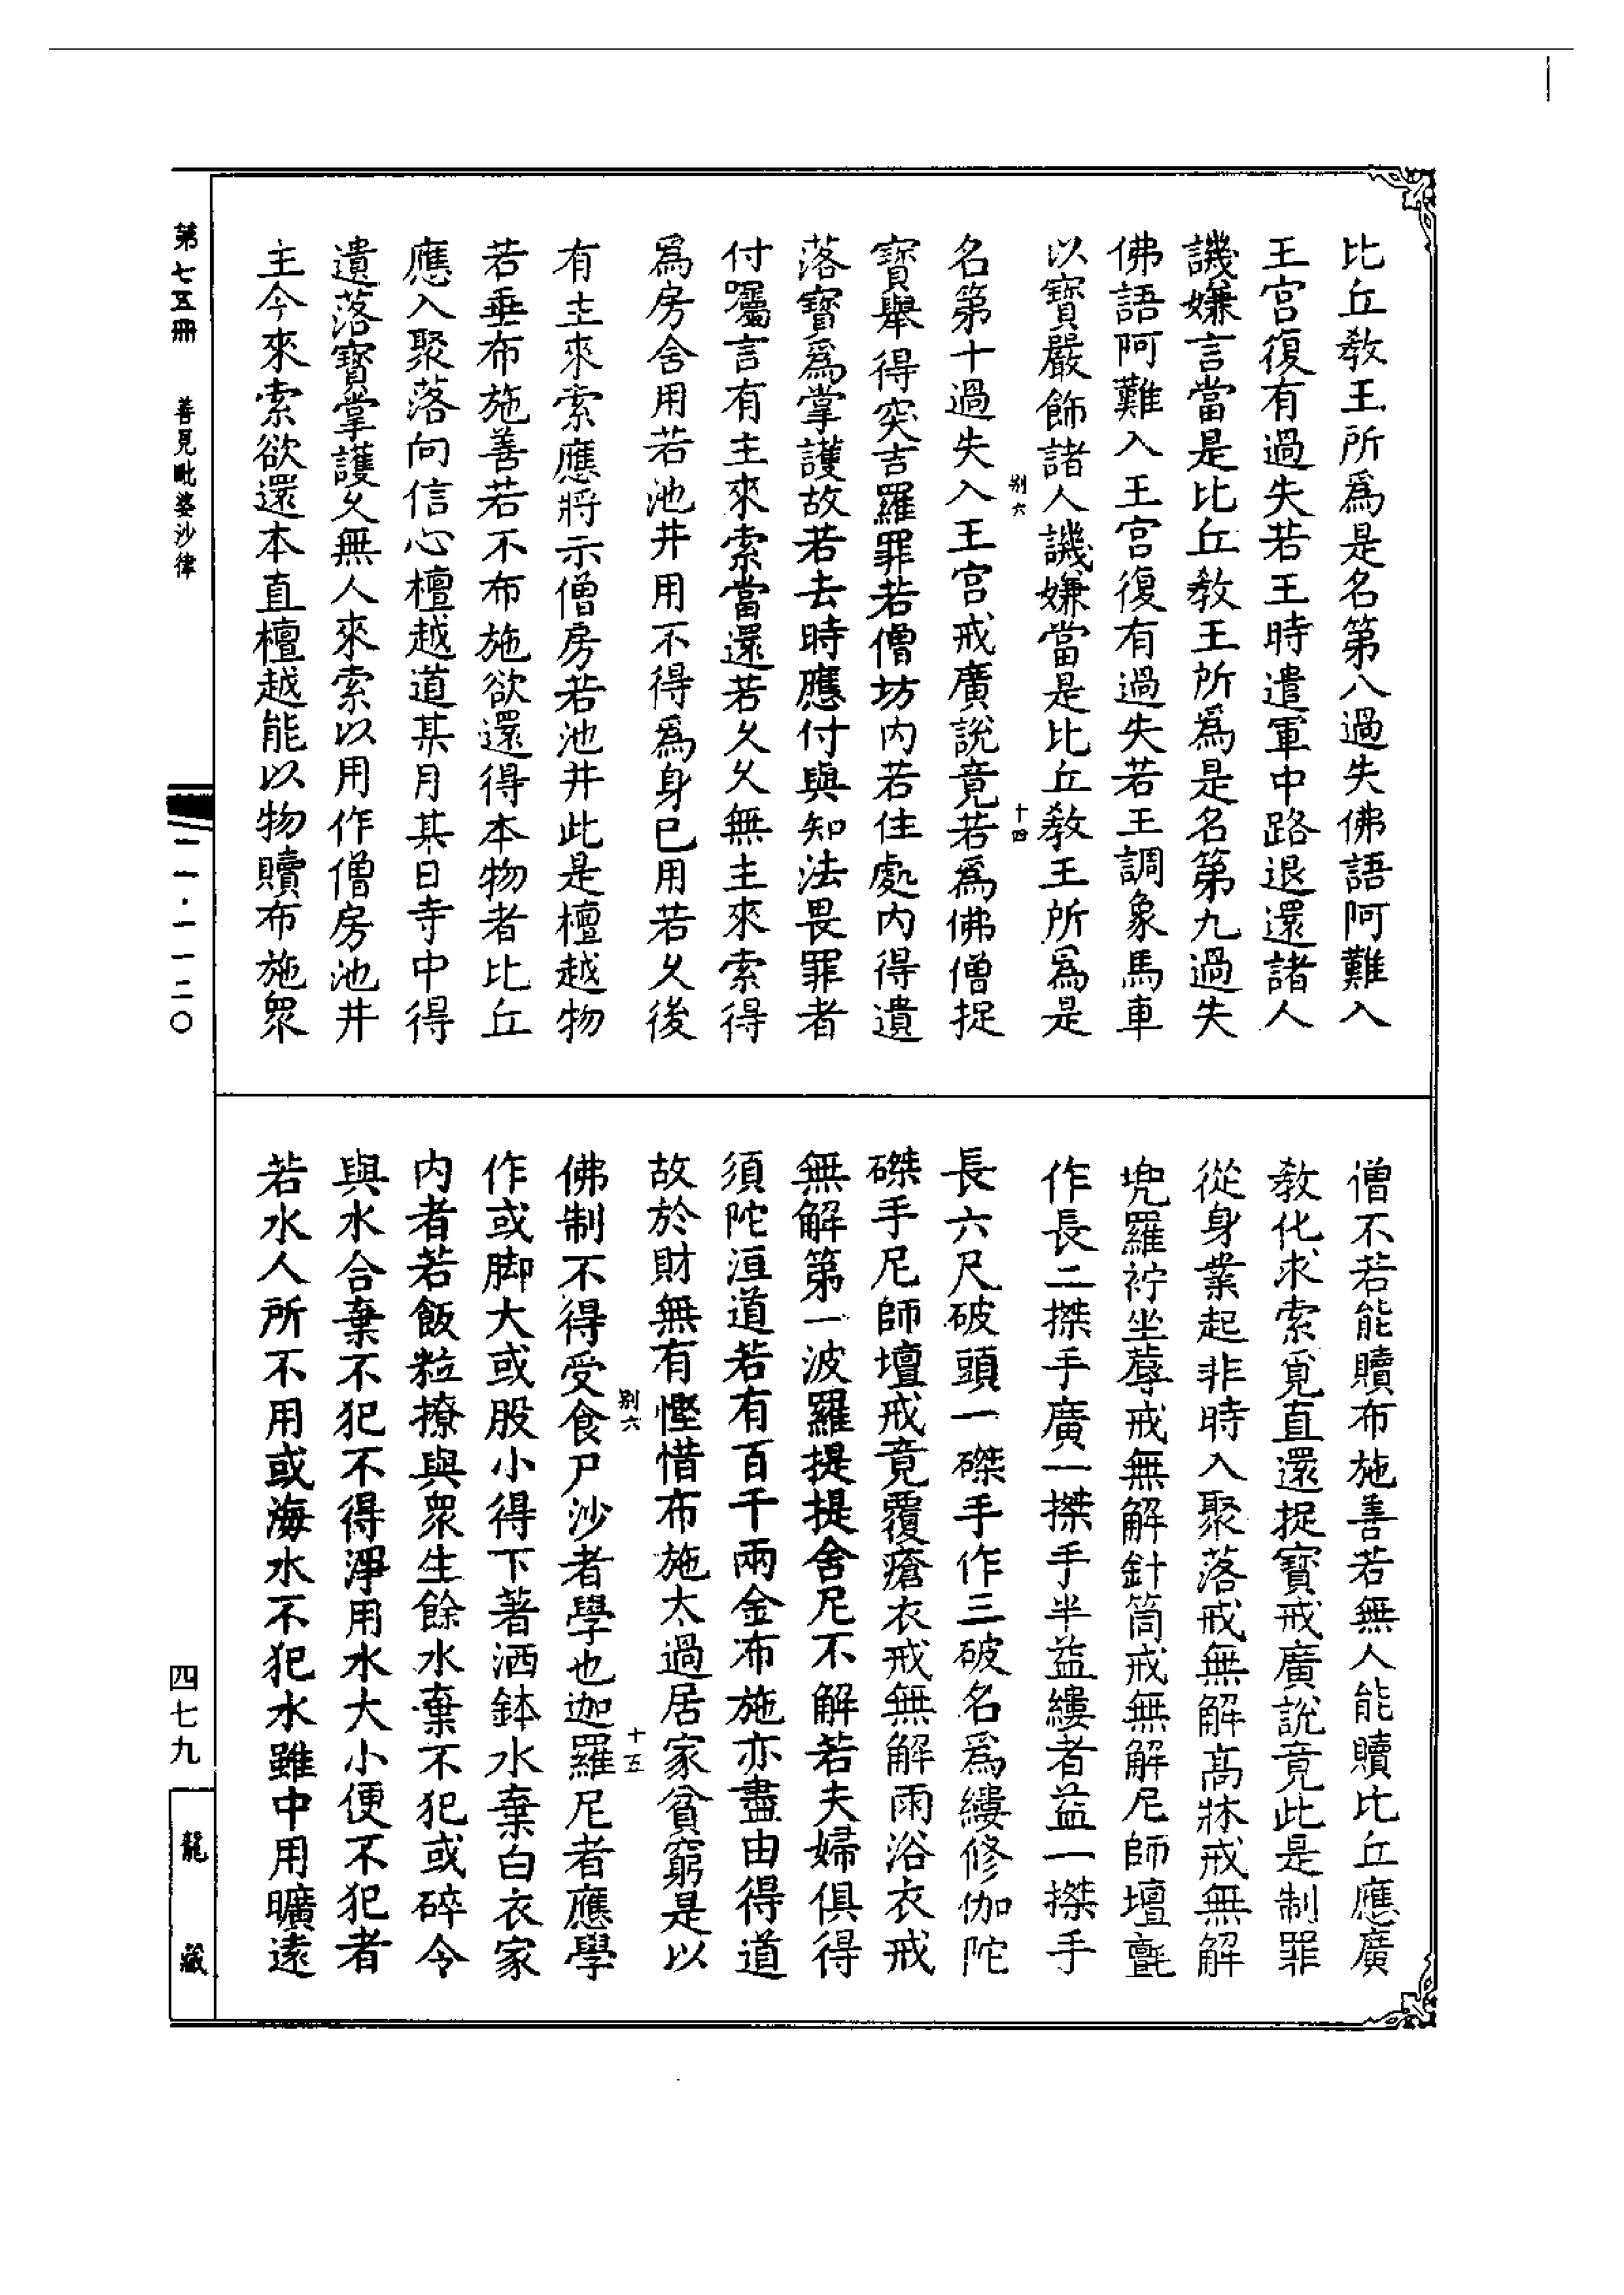 比丘教王所爲是名第八過失佛語阿難入
王宮復有過失若王時遣軍中路退還諸人
譏嫌言當是比丘教王所爲是名第九過失
佛語阿難入王宮復有過失若王調象馬車
以寶嚴飾諸人譏嫌當是比丘教王所爲是
别六
十四
名第十過失入王宮戒廣說竟若爲佛僧捉
寶舉得突吉羅罪若僧坊内若住處内得遺
落寶爲掌護故若去時應付與知法畏罪者
付囑言有主來索當還若久久無主來索得
爲房舍用若池井用不得爲身已用若久後
有主來索應將示僧房若池井此是檀越物
若垂布施善若不布施欲還得本物者比丘
應入聚落向信心檀越道某月某日寺中得
遺落寶掌護久無人來索以用作僧房池井
主今來索欲還本直檀越能以物贖布施衆
僧不若能贖布施善若無人能贖比丘應廣
教化求索覓直還捉寶戒廣說竟此是制罪
從身業起非時入聚落戒無解高牀戒無解
兜羅紵坐蓐戒無解針筒戒無解尼師壇氈
作長二搩手廣一搩手半益縷者益一搩手
長六尺破頭一磔手作三破名爲縷修伽陀
磔手尼師壇戒竟覆瘡衣戒無解雨浴衣戒
無解第一波羅提提舍尼不解若夫婦俱得
須陀洹道若有百千兩金布施亦盡由得道
故於財無有慳惜布施太過居家貧窮是以
别六
十五
佛制不得受食尸沙者學也迦羅尼者應學
作或脚大或股小得下著洒鉢水棄白衣家
内者若飯粒撩與衆生餘水棄不犯或碎令
與水合棄不犯不得淨用水大小便不犯者
若水人所不用或海水不犯水雖中用曠遠
第七五冊
善見毗婆沙律
一一·一一二〇
四七九
龍藏